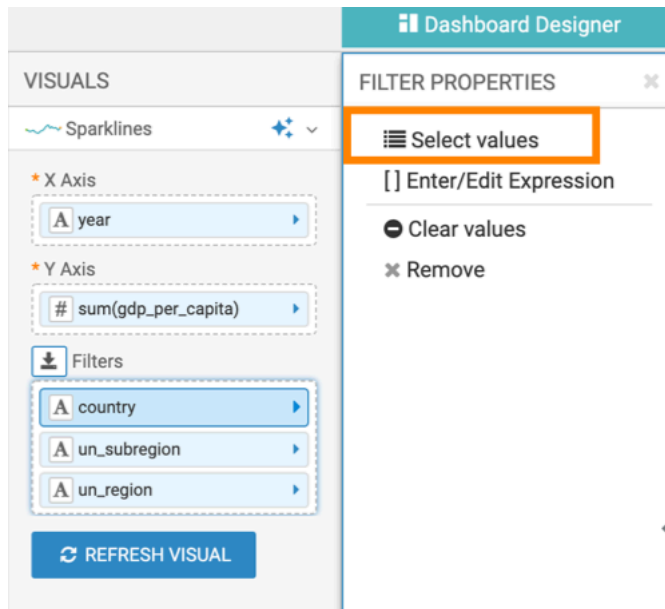 Dashboard Designer
VISUALS
Sparklines
* X Axis
A year
* Y Axis
# sum(gdp_per_capita)
Filters
A country
A un_subregion
A un_region
REFRESH VISUAL
FILTER PROPERTIES
Select values
[ ] Enter/Edit Expression
Clear values
Remove